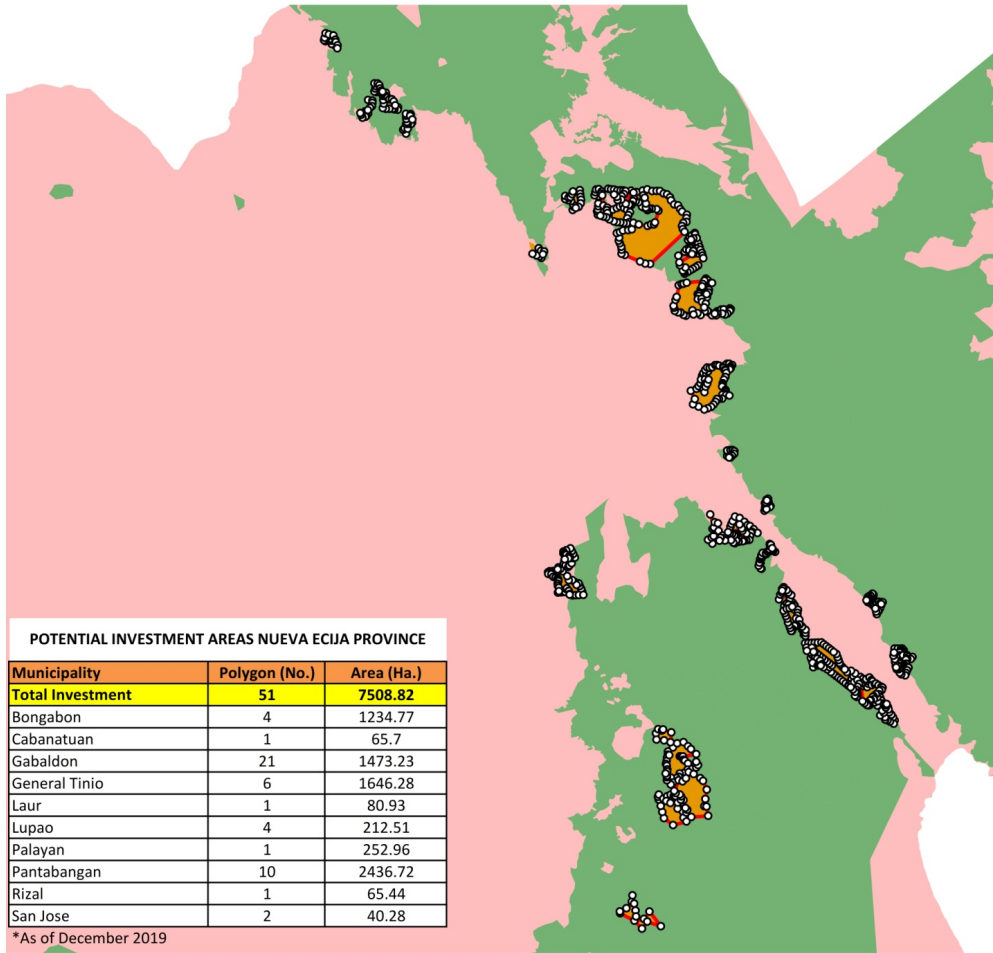 POTENTIAL INVESTMENT AREAS NUEVA ECIJA PROVINCE
Municipality Polygon (No.) Area (Ha.)
Total Investment 51 7508.82
Bongabon 4 1234.77
Cabanatuan 1 65.7
Gabaldon 21 1473.23
General Tinio 6 1646.28
Laur 1 80.93
Lupao 4 212.51
Palayan 1 252.96
Pantabangan 10 2436.72
Rizal 1 65.44
San Jose 2 40.28
*As of December 2019